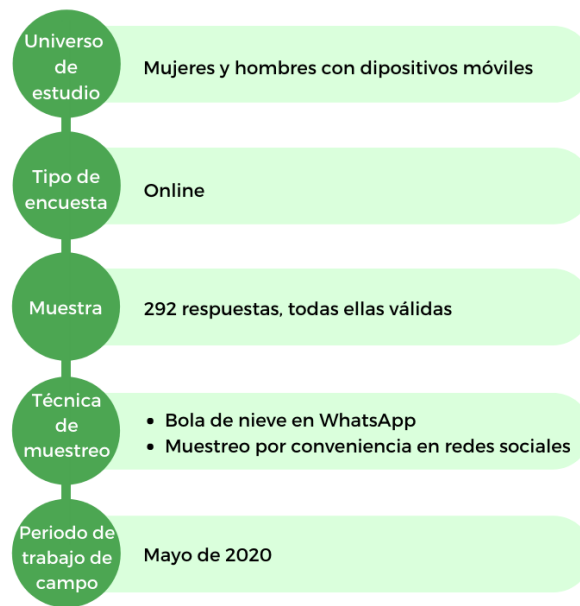 Universo
de
estudio
Mujeres y hombres con dipositivos móviles
Tipo de
encuesta
Online
Muestra
292 respuestas, todas ellas válidas
Técnica
de
muestreo
• Bola de nieve en WhatsApp
• Muestreo por conveniencia en redes sociales
Periodo de
trabajo de
campo
Mayo de 2020